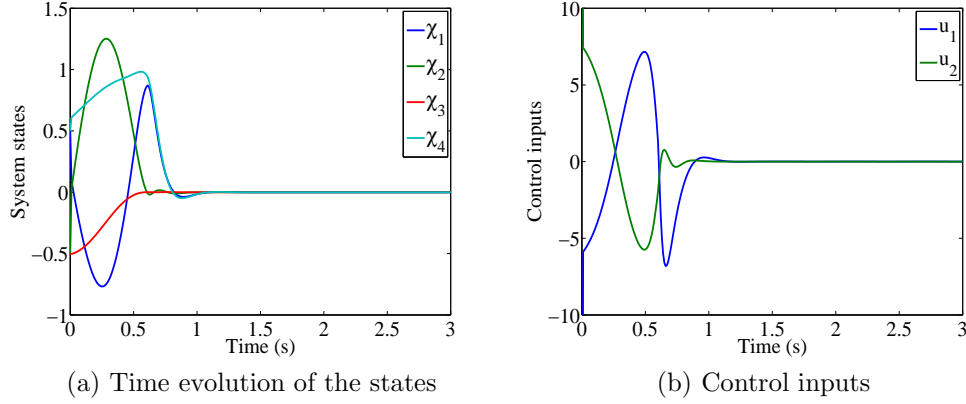 1.5
1
0.5
0
−0.5
−1
0
0.5
1
1.5
2
2.5
3
System states
Time (s)
χ1
χ2
χ3
χ4
(a) Time evolution of the states
10
5
0
−5
−10
0
0.5
1
1.5
2
2.5
3
Control inputs
Time (s)
u1
u2
(b) Control inputs